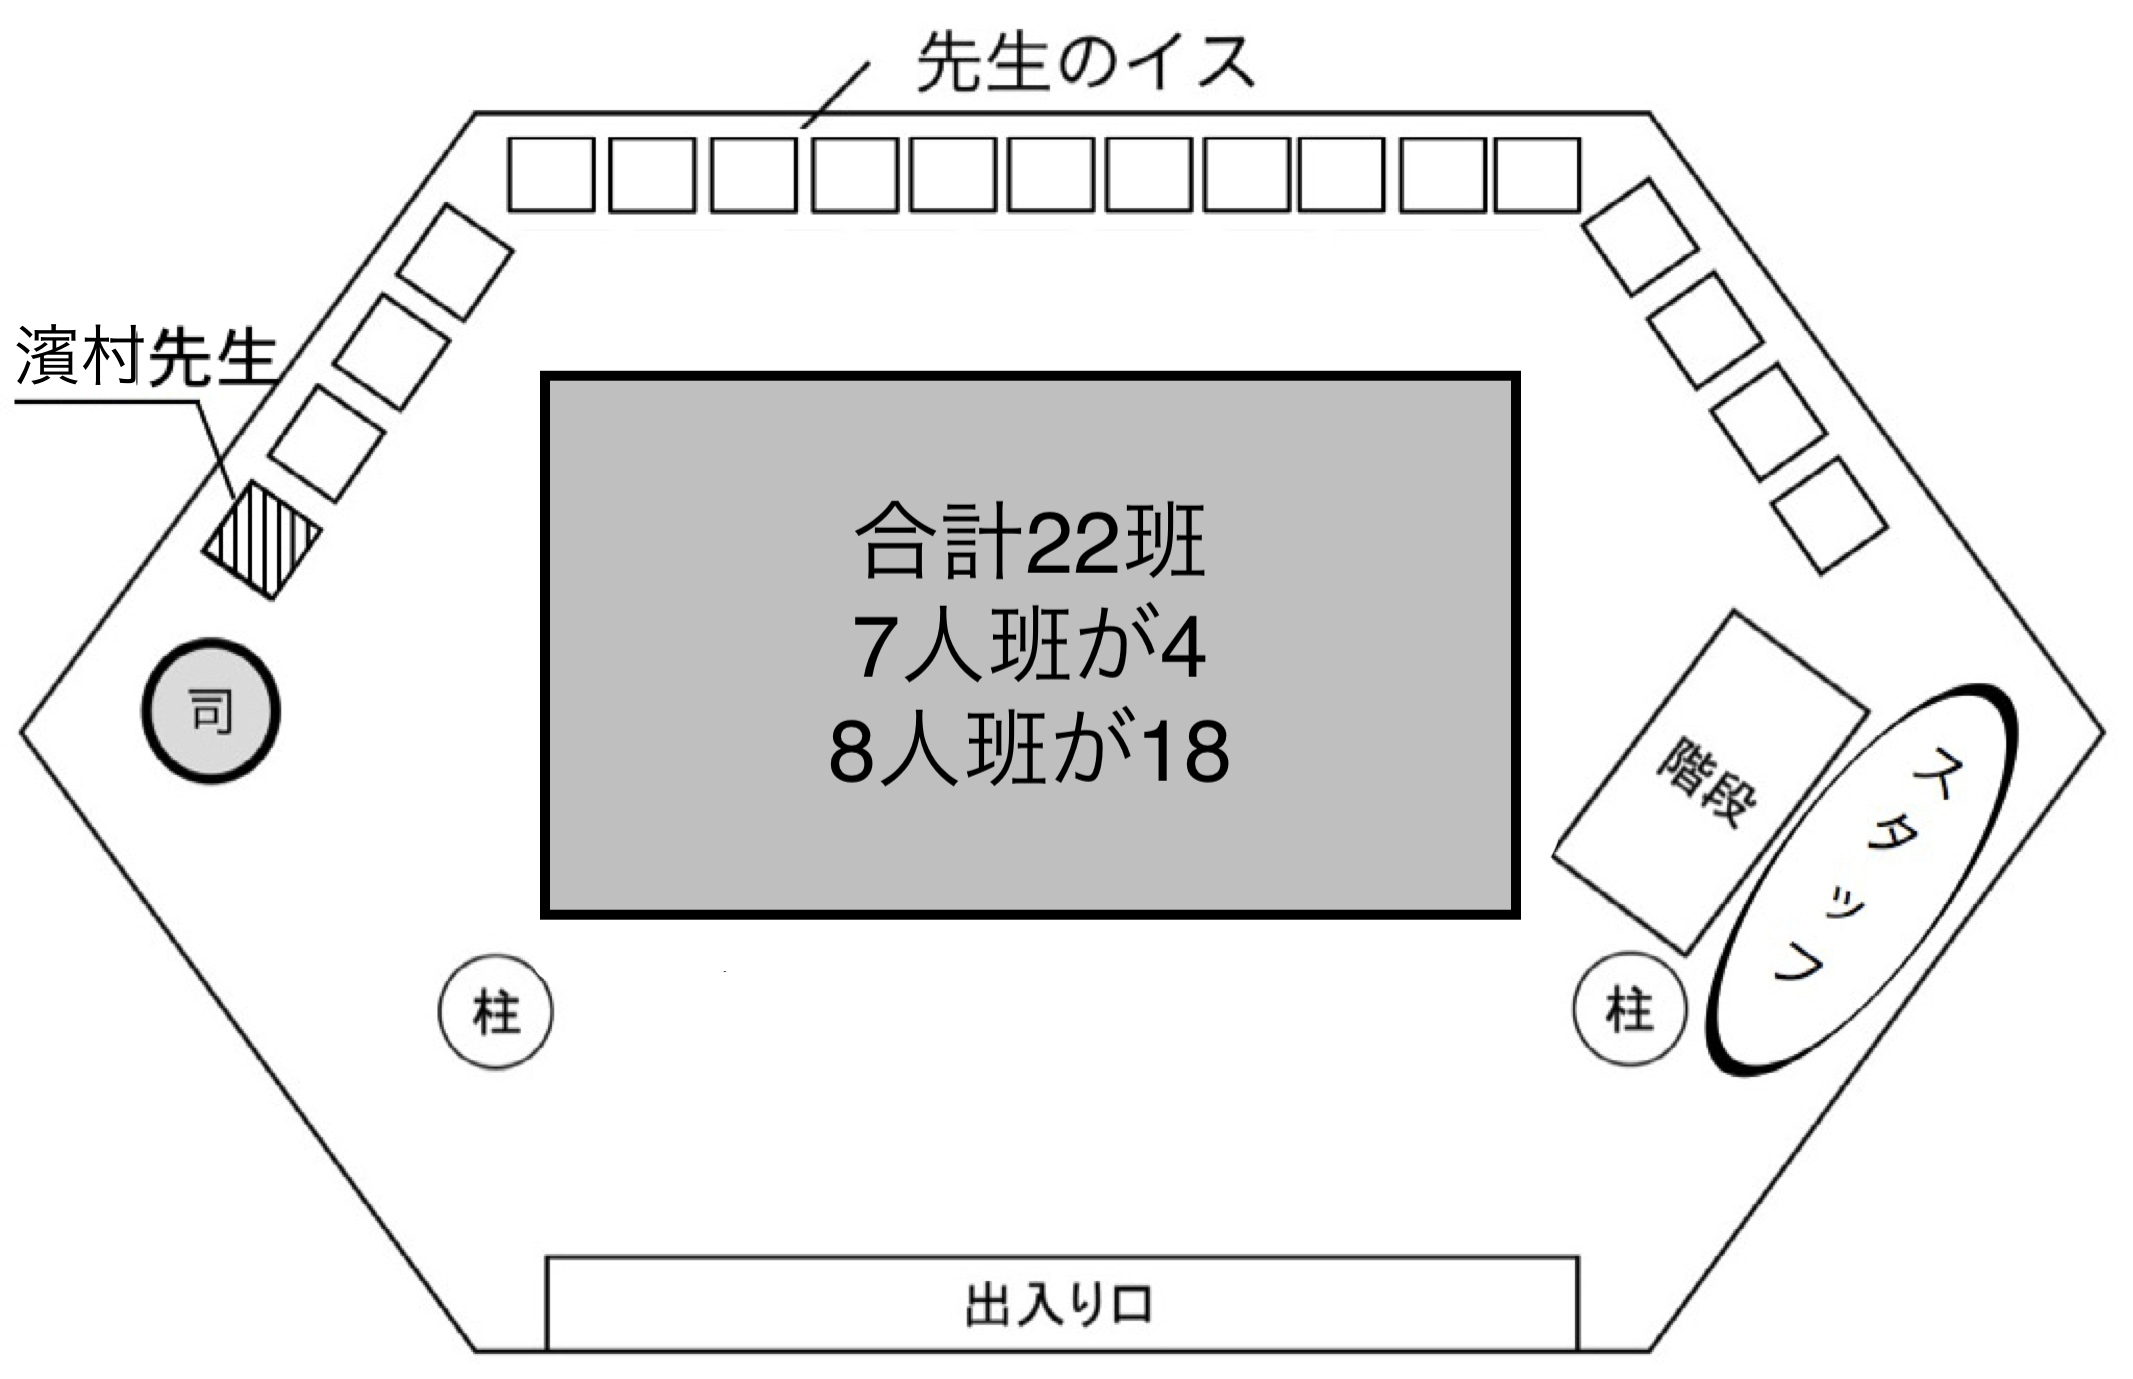 先生のイス
濱村先生
合計22班
7人班が4
8人班が18
司
階段
スタッフ
柱
柱
出入り口